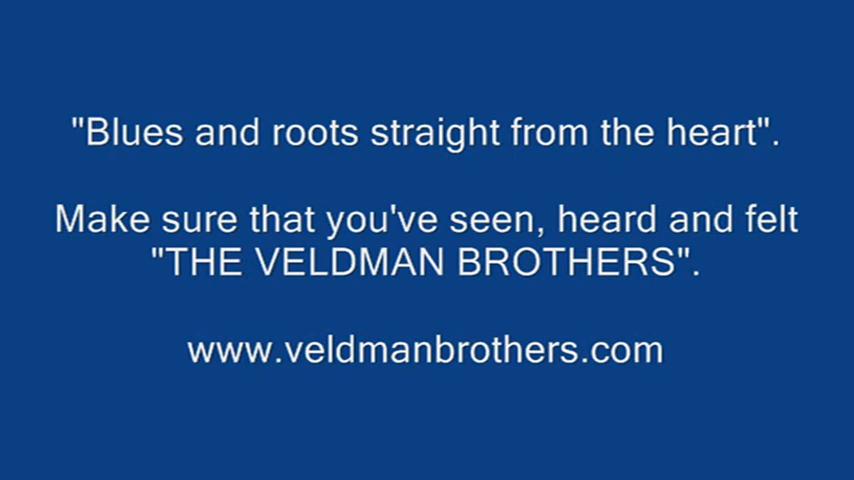 "Blues and roots straight from the heart".
Make sure that you've seen, heard and felt
"THE VELDMAN BROTHERS".
www.veldmanbrothers.com